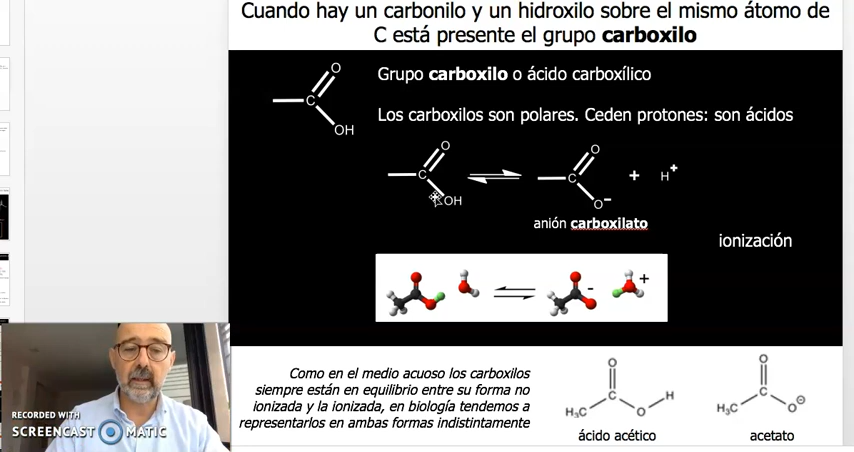 Cuando hay un carbonilo y un hidroxilo sobre el mismo átomo de
C está presente el grupo carboxilo
O
C
OH
Grupo carboxilo o ácido carboxílico
Los carboxilos son polares. Ceden protones: son ácidos
O
C
OH
O
C
O−
+ H+
anión carboxilato
ionización
-
+
Como en el medio acuoso los carboxilos
siempre están en equilibrio entre su forma no
ionizada y la ionizada, en biología tendemos a
representarlos en ambas formas indistintamente
O
H3C
C
O
H
ácido acético
O
H3C
C
O⊖
acetato
RECORDED WITH
SCREENCAST MATIC